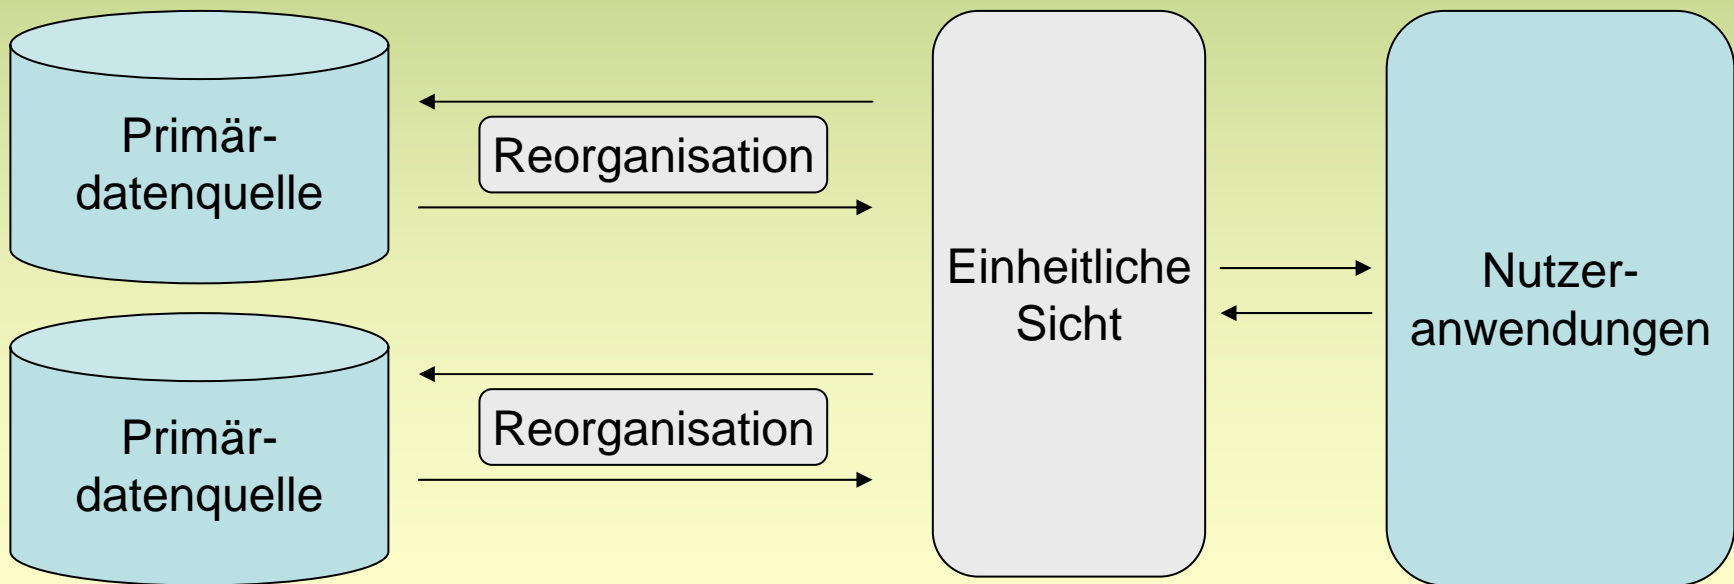 Primär-
datenquelle
Reorganisation
Primär-
datenquelle
Reorganisation
Einheitliche
Sicht
Nutzer-
anwendungen